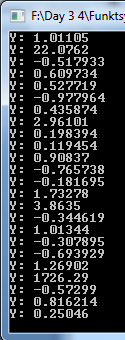 F:\Day 3 4\Funktsy
Y: 1.01105
Y: 22.0762
Y: -0.517933
Y: 0.609734
Y: 0.527719
Y: -0.977964
Y: 0.435874
Y: 2.96101
Y: 0.198394
Y: 0.119454
Y: 0.90837
Y: -0.765738
Y: -0.181695
Y: 1.73278
Y: 3.8635
Y: -0.344619
Y: 1.01344
Y: -0.307895
Y: -0.693929
Y: 1.26902
Y: 1726.29
Y: -0.57299
Y: 0.816214
Y: 0.25046